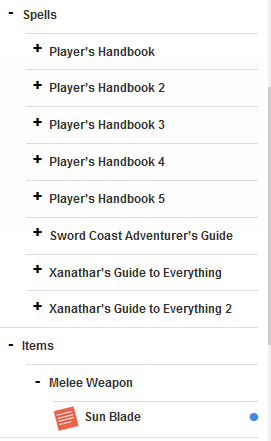 - Spells
+ Player's Handbook
+ Player's Handbook 2
+ Player's Handbook 3
+ Player's Handbook 4
+ Player's Handbook 5
+ Sword Coast Adventurer's Guide
+ Xanathar's Guide to Everything
+ Xanathar's Guide to Everything 2
- Items
- Melee Weapon
Sun Blade